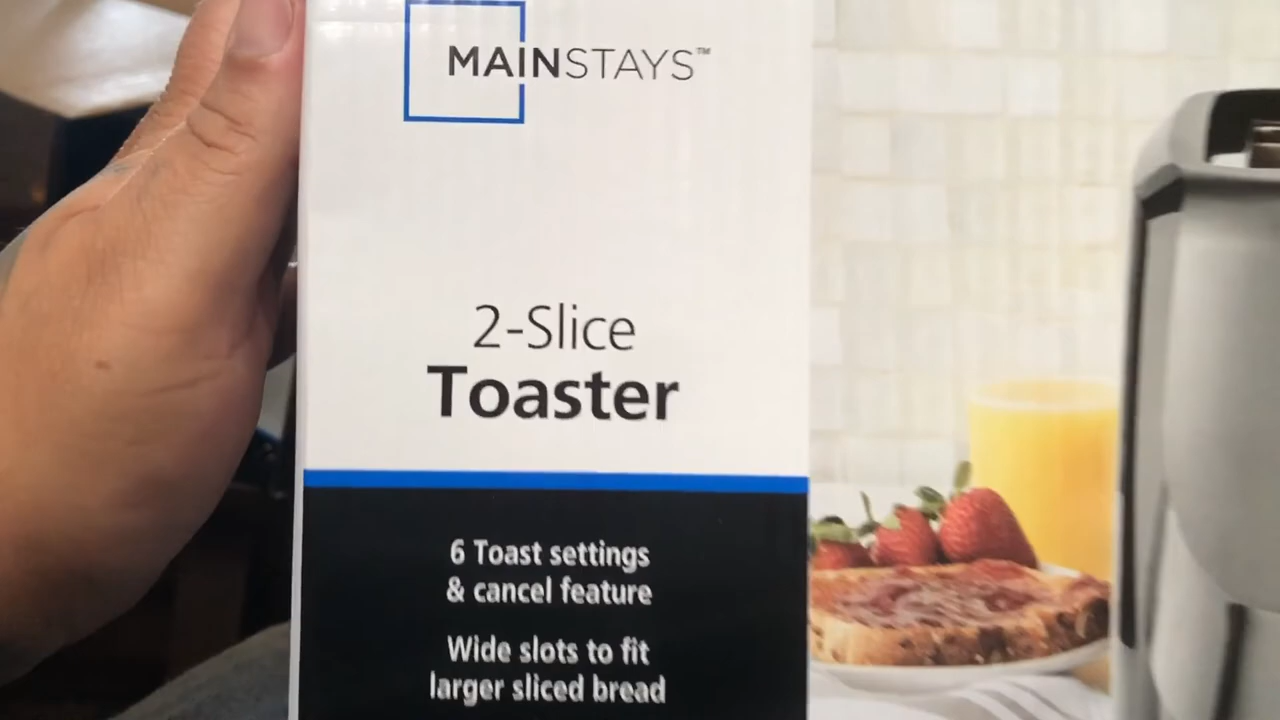 MAINSTAYS™
2-Slice
Toaster
6 Toast settings
& cancel feature
Wide slots to fit
larger sliced bread